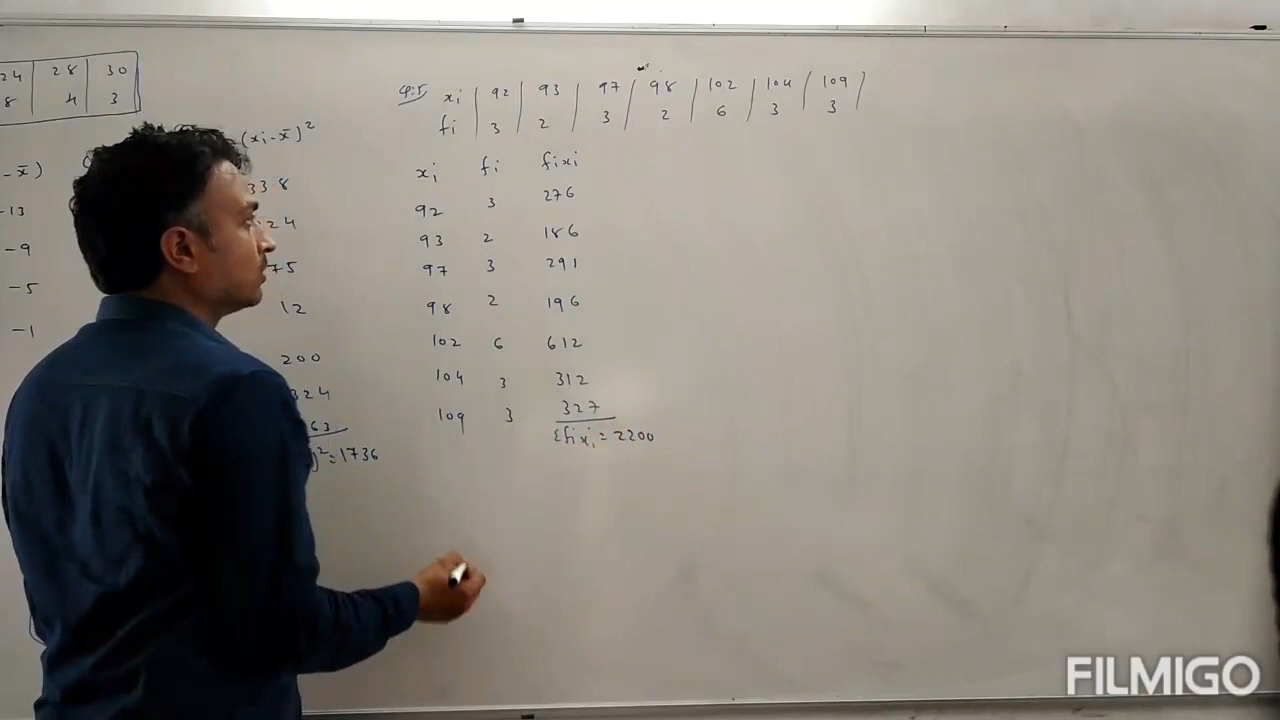 24 | 28 | 30
8 | 4 | 3
- x̄)
-13
-9
-5
-1
(xi - x̄)²
338
24
75
12
200
324
63
)² = 1736
Q:5 xi | 92 | 93 | 97 | 98 | 102 | 104 | 109
fi | 3 | 2 | 3 | 2 | 6 | 3 | 3
xi fi fixi
92 3 276
93 2 186
97 3 291
98 2 196
102 6 612
104 3 312
109 3 327
Σfixi = 2200
FILMIGO